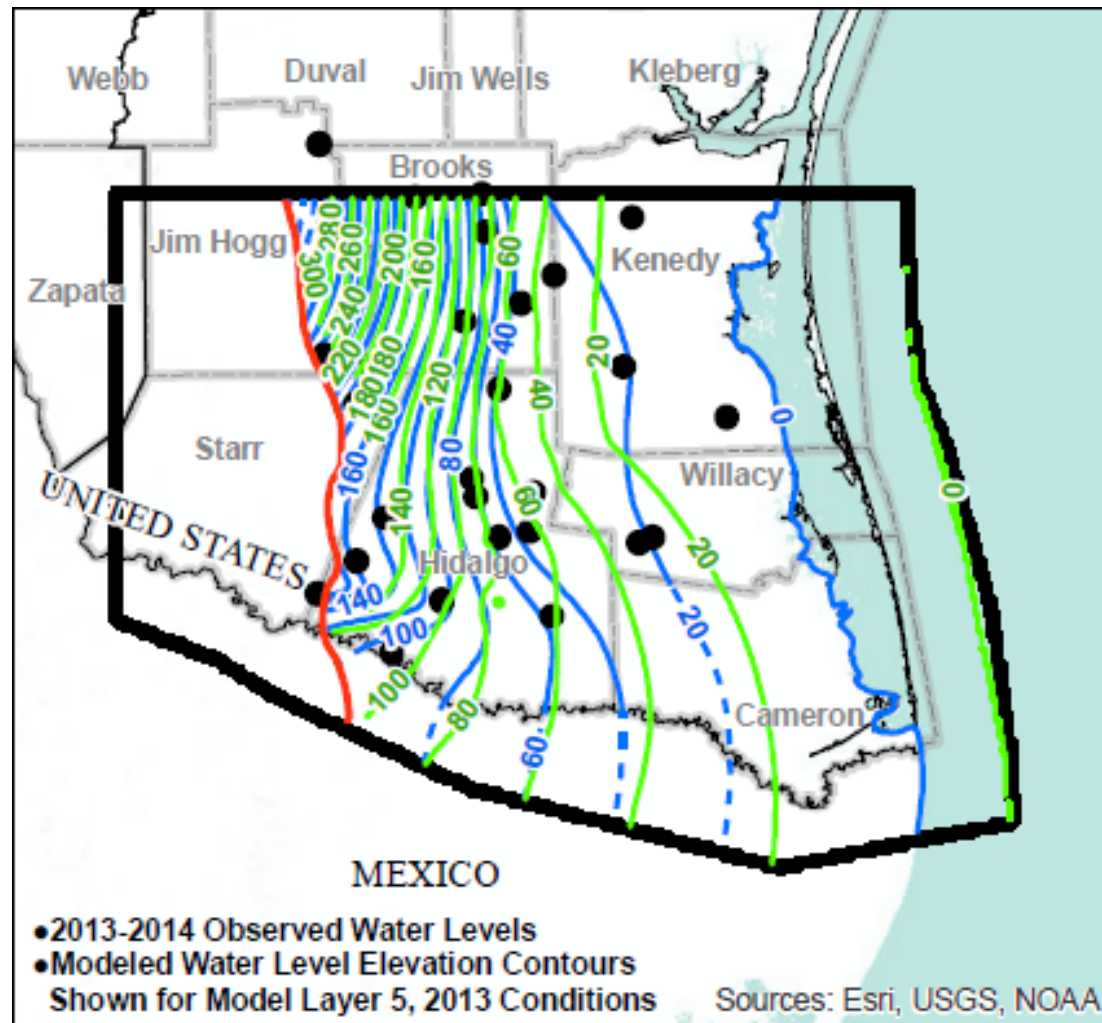 Webb
Duval
Jim Wells
Kleberg
Brooks
Jim Hogg
Kenedy
Zapata
300
280
260
200
160
60
240
220
180
180
160
120
40
40
20
0
Starr
160
80
Willacy
0
UNITED STATES
140
60
20
Hidalgo
140
100
20
100
80
60
Cameron
MEXICO
•2013-2014 Observed Water Levels
•Modeled Water Level Elevation Contours
Shown for Model Layer 5, 2013 Conditions
Sources: Esri, USGS, NOAA